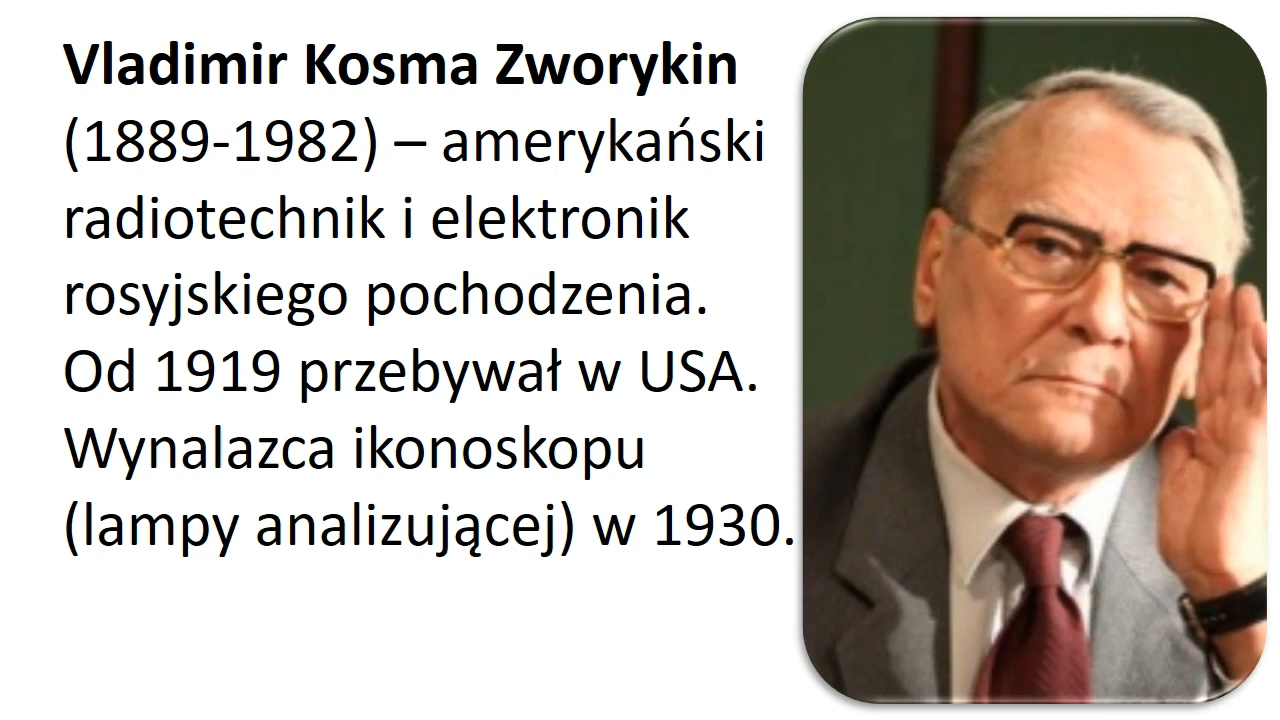 Vladimir Kosma Zworykin
(1889-1982) – amerykański
radiotechnik i elektronik
rosyjskiego pochodzenia.
Od 1919 przebywał w USA.
Wynalazca ikonoskopu
(lampy analizującej) w 1930.